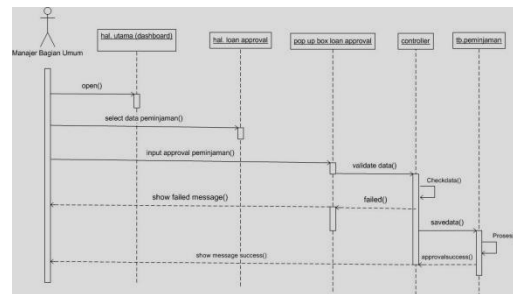 hal. utama (dashboard)
hal. loan approval
pop up box loan approval
controller
tb.peminjaman
Manajer Bagian Umum
open()
select data peminjaman()
input approval peminjaman()
validate data()
Checkdata()
show failed message()
failed()
savedata()
Proses
show message success()
approvalsuccess()